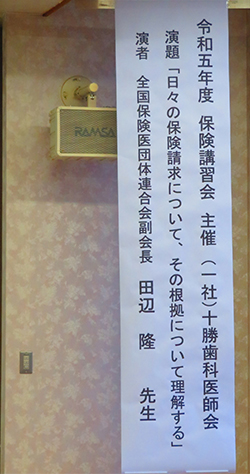 令和五年度 保険講習会 主催 (一社)十勝歯科医師会
演題「日々の保険請求について、その根拠について理解する」
演者 全国保険医団体連合会副会長 田辺 隆 先生
RAMSA